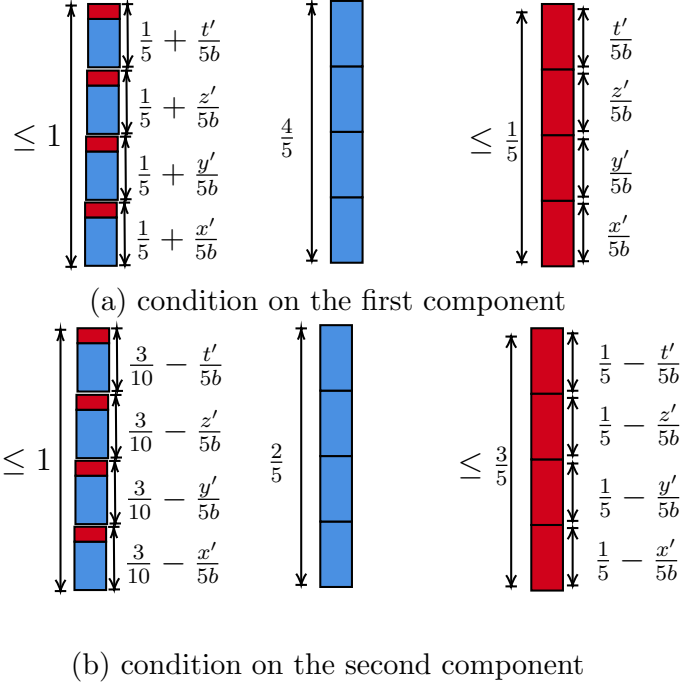 ≤ 1
1/5 + t′/5b
1/5 + z′/5b
1/5 + y′/5b
1/5 + x′/5b
4/5
≤ 1/5
t′/5b
z′/5b
y′/5b
x′/5b
(a) condition on the first component
≤ 1
3/10 − t′/5b
3/10 − z′/5b
3/10 − y′/5b
3/10 − x′/5b
2/5
≤ 3/5
1/5 − t′/5b
1/5 − z′/5b
1/5 − y′/5b
1/5 − x′/5b
(b) condition on the second component